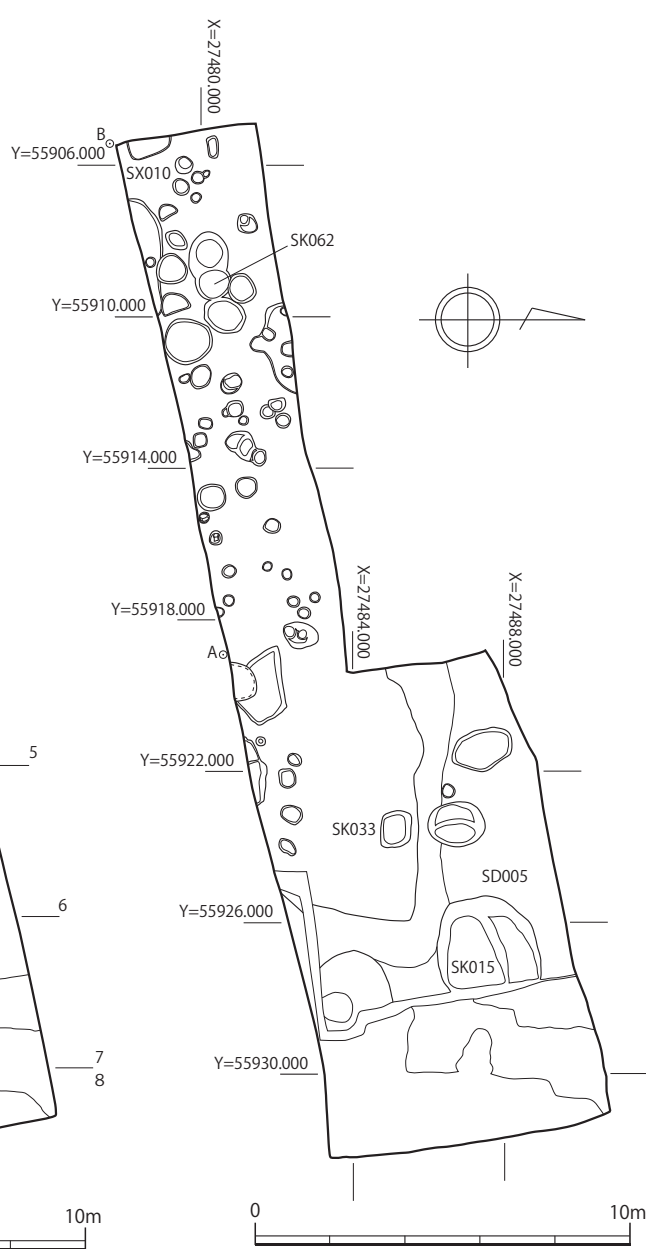 X=27480.000
B
Y=55906.000
SX010
SK062
Y=55910.000
Y=55914.000
X=27484.000
X=27488.000
Y=55918.000
A
5
Y=55922.000
SK033
SD005
6
Y=55926.000
SK015
7
8
Y=55930.000
10m
0
10m